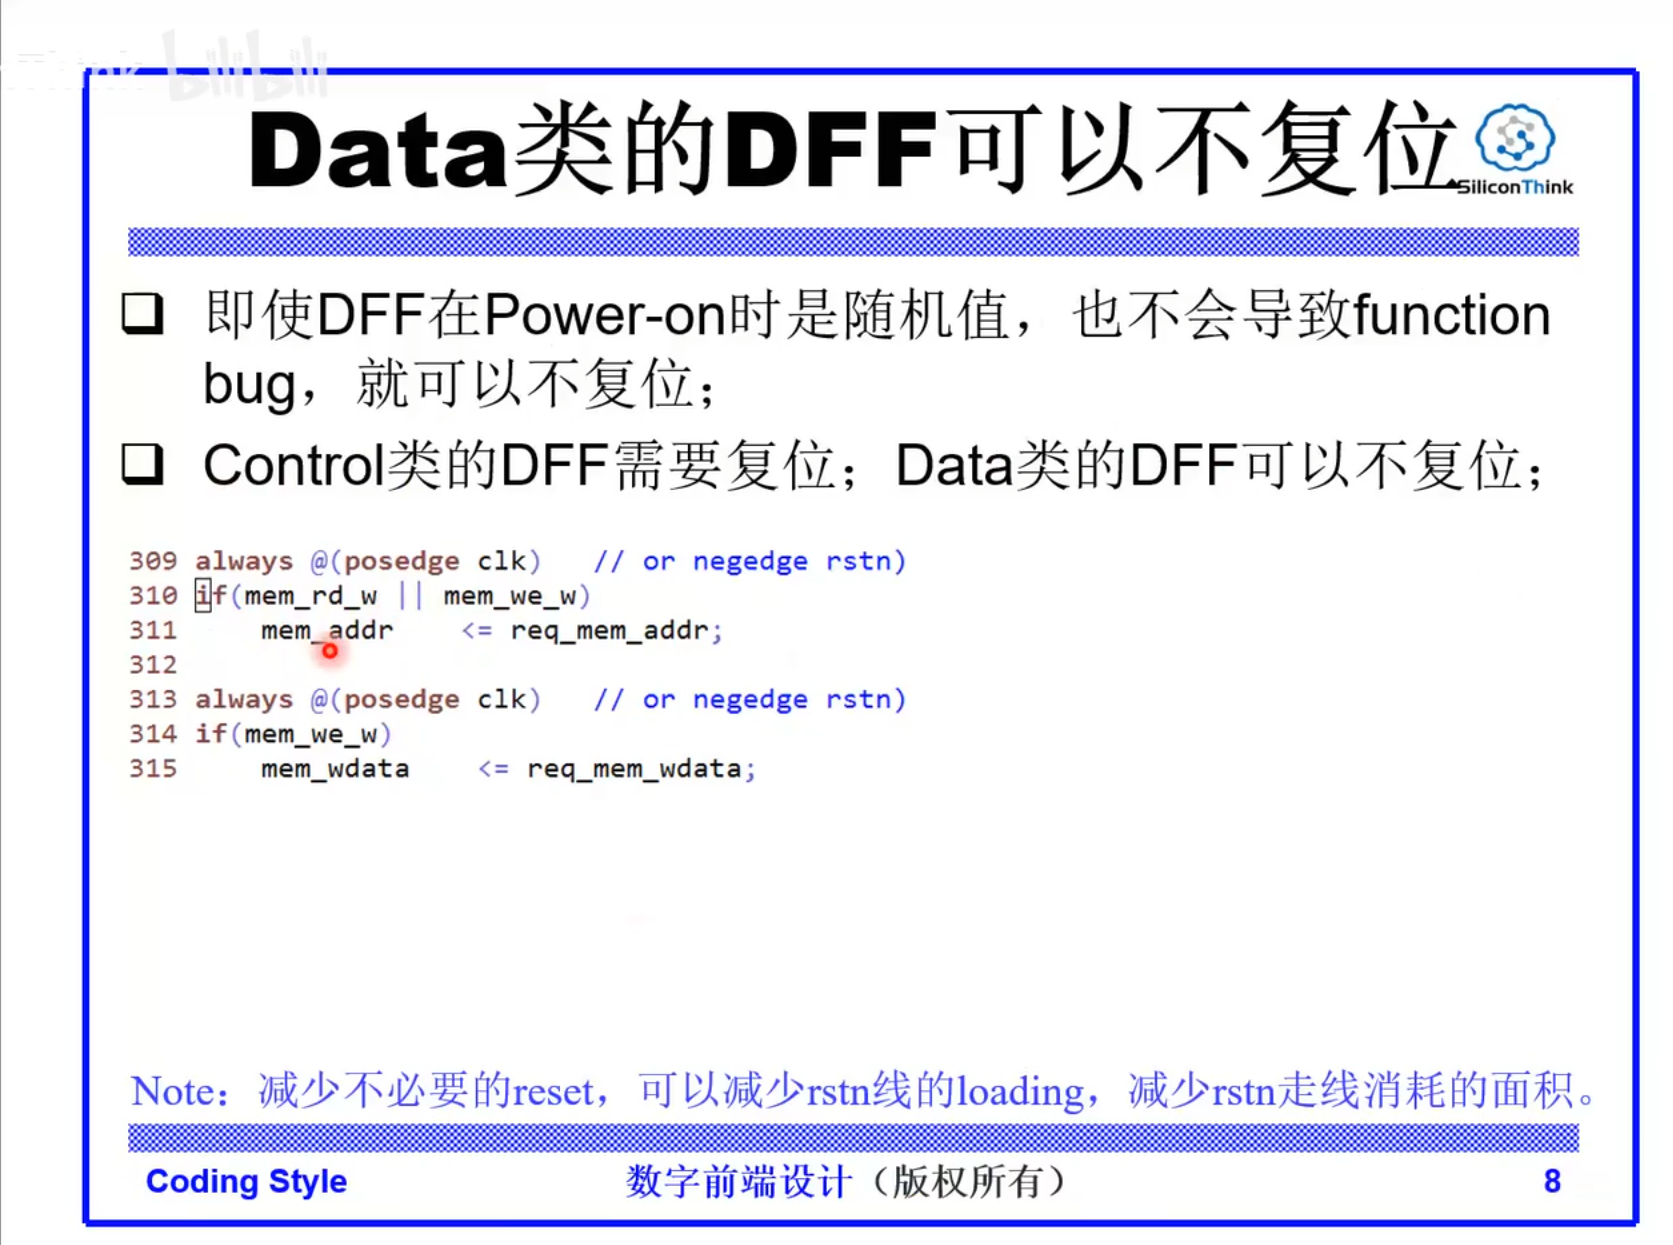 Think bilibili
Data类的DFF可以不复位
SiliconThink
即使DFF在Power-on时是随机值，也不会导致function
bug，就可以不复位；
Control类的DFF需要复位；Data类的DFF可以不复位；
309 always @(posedge clk)   // or negedge rstn)
310 if(mem_rd_w || mem_we_w)
311     mem_addr    <= req_mem_addr;
312
313 always @(posedge clk)   // or negedge rstn)
314 if(mem_we_w)
315     mem_wdata    <= req_mem_wdata;
Note：减少不必要的reset，可以减少rstn线的loading，减少rstn走线消耗的面积。
Coding Style 数字前端设计（版权所有） 8